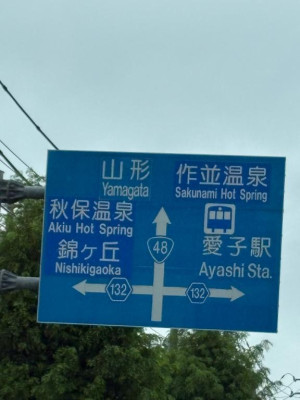 山形
Yamagata
作並温泉
Sakunami Hot Spring
秋保温泉
Akiu Hot Spring
錦ヶ丘
Nishikigaoka
48
愛子駅
Ayashi Sta.
132
132